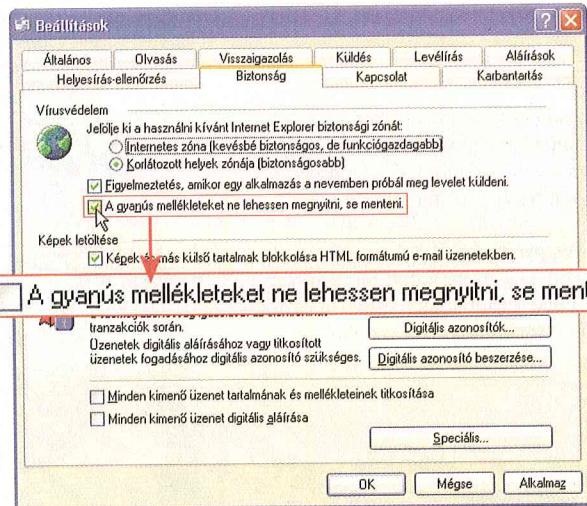 Beállítások
Általános Olvasás Visszaigazolás Küldés Levélírás Aláírások
Helyesírás-ellenőrzés Biztonság Kapcsolat Karbantartás
Vírusvédelem
Jelölje ki a használni kívánt Internet Explorer biztonsági zónát:
Internetes zóna (kevésbé biztonságos, de funkciógazdagabb)
Korlátozott helyek zónája (biztonságosabb)
Figyelmeztetés, amikor egy alkalmazás a nevemben próbál meg levelet küldeni.
A gyanús mellékleteket ne lehessen megnyitni, se menteni.
Képek letöltése
Képek és más külső tartalmak blokkolása HTML formátumú e-mail üzenetekben.
A gyanús mellékleteket ne lehessen megnyitni, se ment
tranzakciók során.
Digitális azonosítók...
Üzenetek digitális aláírásához vagy titkosított
üzenetek fogadásához digitális azonosító szükséges.
Digitális azonosító beszerzése...
Minden kimenő üzenet tartalmának és mellékleteinek titkosítása
Minden kimenő üzenet digitális aláírása
Speciális...
OK Mégse Alkalmaz